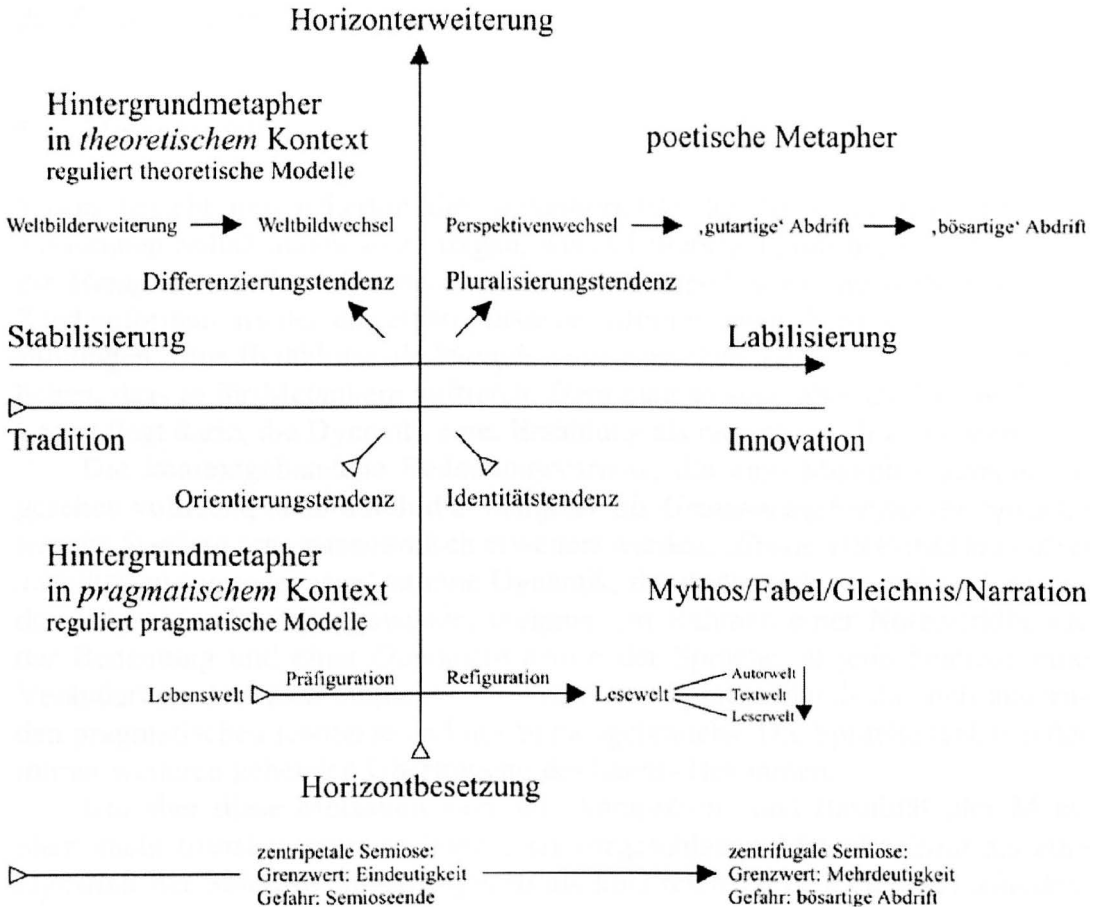 Horizonterweiterung
Hintergrundmetapher
in theoretischem Kontext
reguliert theoretische Modelle
poetische Metapher
Weltbilderweiterung Weltbildwechsel Perspektivenwechsel ‚gutartige‘ Abdrift ‚bösartige‘ Abdrift
Differenzierungstendenz Pluralisierungstendenz
Stabilisierung Labilisierung
Tradition Innovation
Orientierungstendenz Identitätstendenz
Hintergrundmetapher
in pragmatischem Kontext
reguliert pragmatische Modelle
Mythos/Fabel/Gleichnis/Narration
Lebenswelt Präfiguration Refiguration Lesewelt
Autorwelt
Textwelt
Leserwelt
Horizontbesetzung
zentripetale Semiose:
Grenzwert: Eindeutigkeit
Gefahr: Semioseende
zentrifugale Semiose:
Grenzwert: Mehrdeutigkeit
Gefahr: bösartige Abdrift